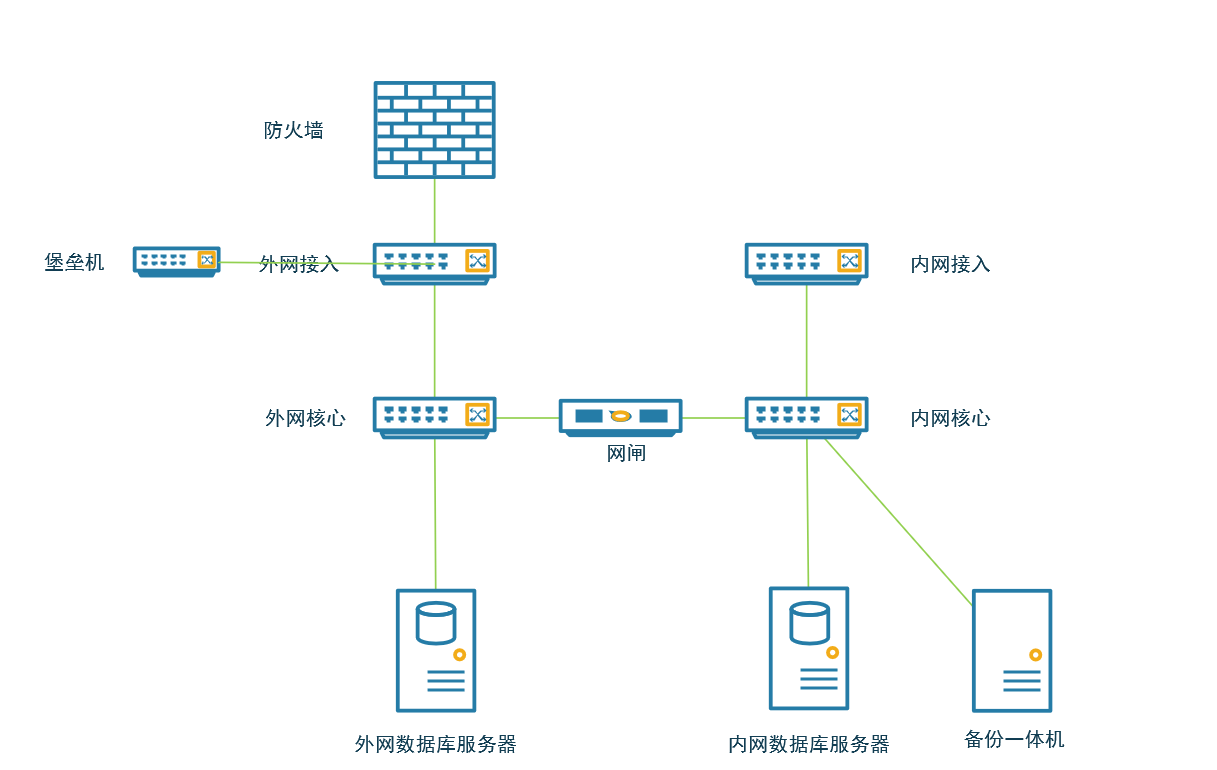 防火墙
堡垒机
外网接入
内网接入
外网核心
网闸
内网核心
外网数据库服务器
内网数据库服务器
备份一体机